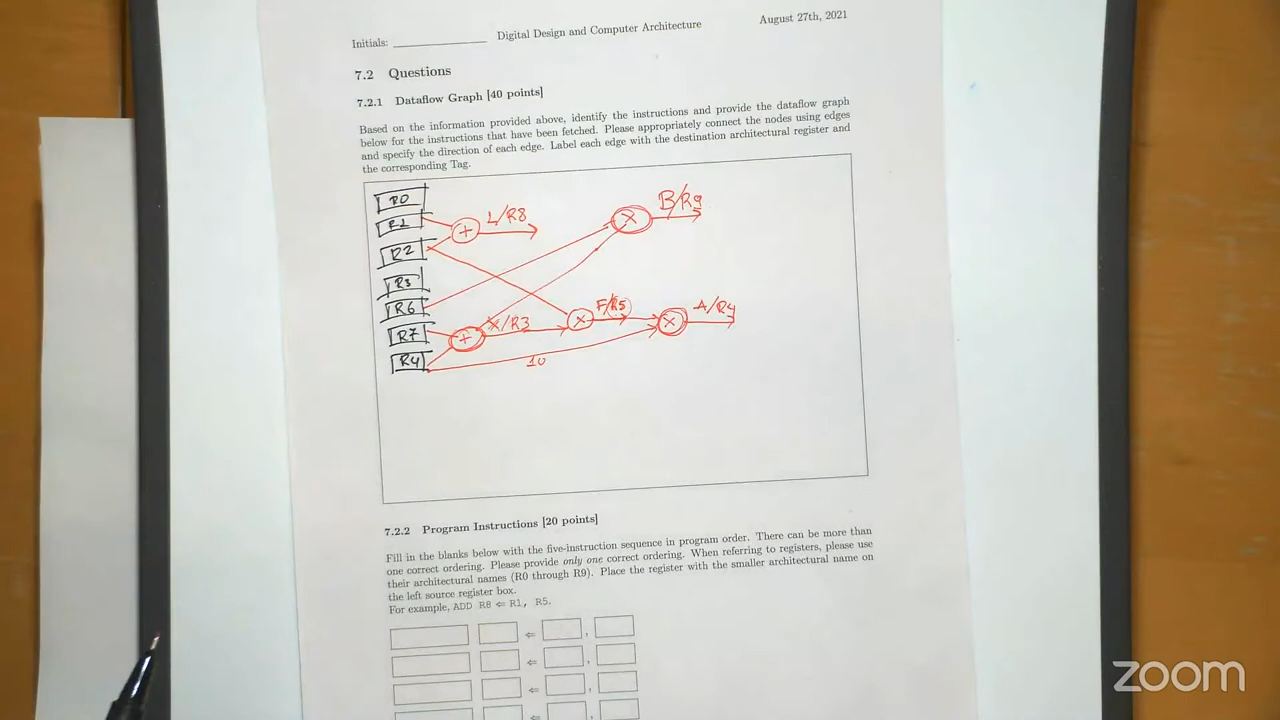 Initials: Digital Design and Computer Architecture August 27th, 2021
7.2 Questions
7.2.1 Dataflow Graph [40 points]
Based on the information provided above, identify the instructions and provide the dataflow graph
below for the instructions that have been fetched. Please appropriately connect the nodes using edges
and specify the direction of each edge. Label each edge with the destination architectural register and
the corresponding Tag.
R0
R1
+
L/R8
X
B/R9
R2
R3
R6
R7
+
X/R3
X
F/R5
X
A/R4
R4
10
7.2.2 Program Instructions [20 points]
Fill in the blanks below with the five-instruction sequence in program order. There can be more than
one correct ordering. Please provide only one correct ordering. When referring to registers, please use
their architectural names (R0 through R9). Place the register with the smaller architectural name on
the left source register box.
For example, ADD R8 ⇐ R1, R5.
⇐ ,
⇐ ,
⇐ ,
⇐ ,
zoom